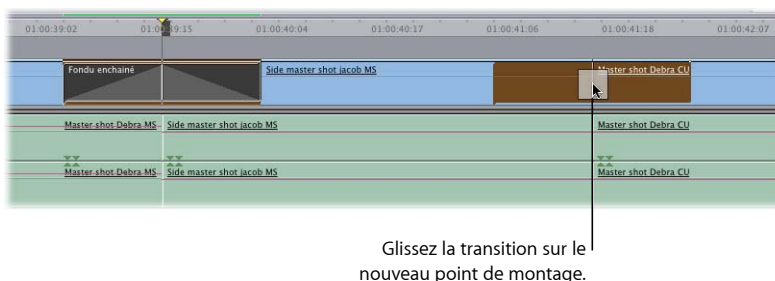 01:00:39:02 01:00:39:15 01:00:40:04 01:00:40:17 01:00:41:06 01:00:41:18 01:00:42:07
Fondu enchaîné Side master shot jacob MS Master shot Debra CU
Master shot Debra MS Side master shot jacob MS Master shot Debra CU
Master shot Debra MS Side master shot jacob MS Master shot Debra CU
Glissez la transition sur le
nouveau point de montage.